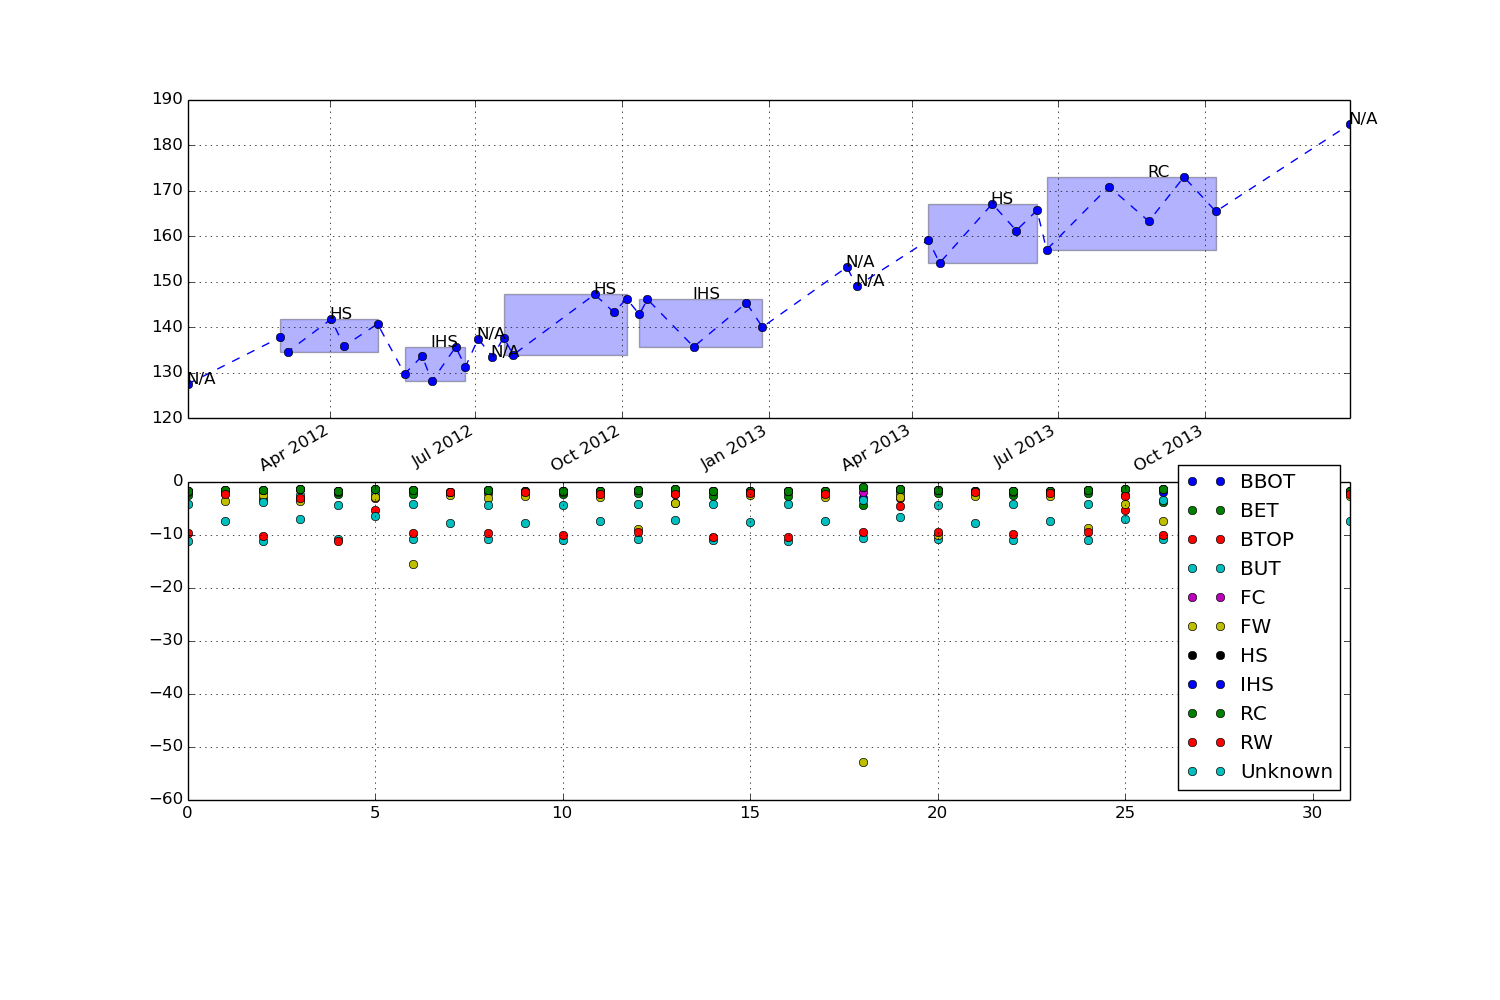 190
180
170
160
150
140
130
120
N/A
HS
IHS
N/A
N/A
HS
IHS
N/A
N/A
HS
RC
N/A
Apr 2012
Jul 2012
Oct 2012
Jan 2013
Apr 2013
Jul 2013
Oct 2013
0
−10
−20
−30
−40
−50
−60
0
5
10
15
20
25
30
BBOT
BET
BTOP
BUT
FC
FW
HS
IHS
RC
RW
Unknown